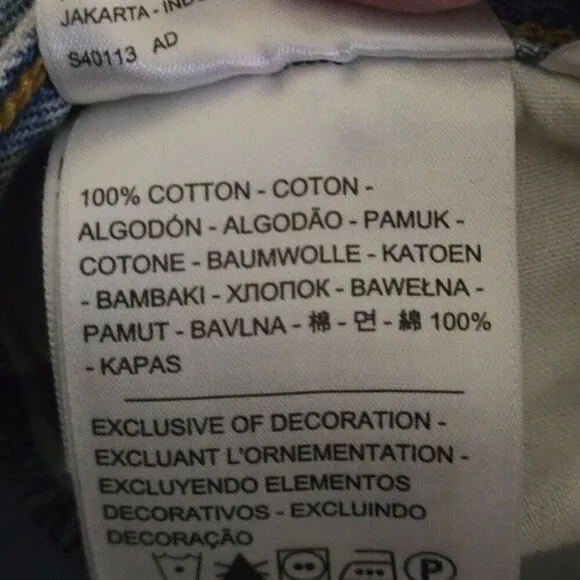 JAKARTA -
S40113 AD
100% COTTON - COTON -
ALGODÓN - ALGODÃO - PAMUK -
COTONE - BAUMWOLLE - KATOEN
- BAMBAKI - ХЛОПОК - BAWEŁNA -
PAMUT - BAVLNA - 棉 - 면 - 綿 100%
- KAPAS
EXCLUSIVE OF DECORATION -
EXCLUANT L'ORNEMENTATION -
EXCLUYENDO ELEMENTOS
DECORATIVOS - EXCLUINDO
DECORAÇÃO
P